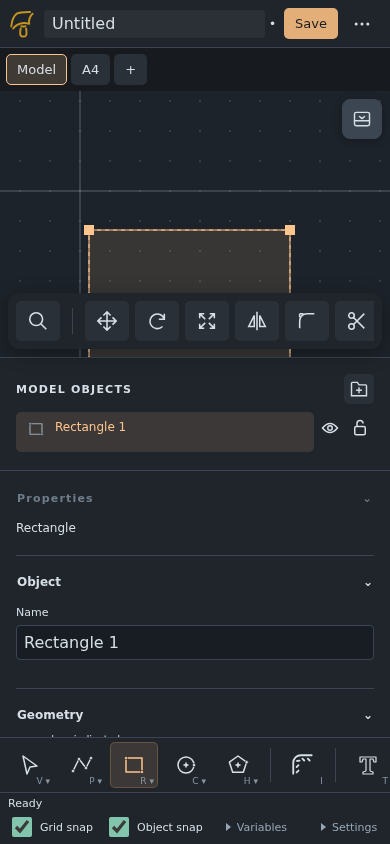 Untitled
Save
Model
A4
+
MODEL OBJECTS
Rectangle 1
Properties
Rectangle
Object
Name
Rectangle 1
Geometry
V
P
R
C
H
I
T
Ready
Grid snap
Object snap
Variables
Settings